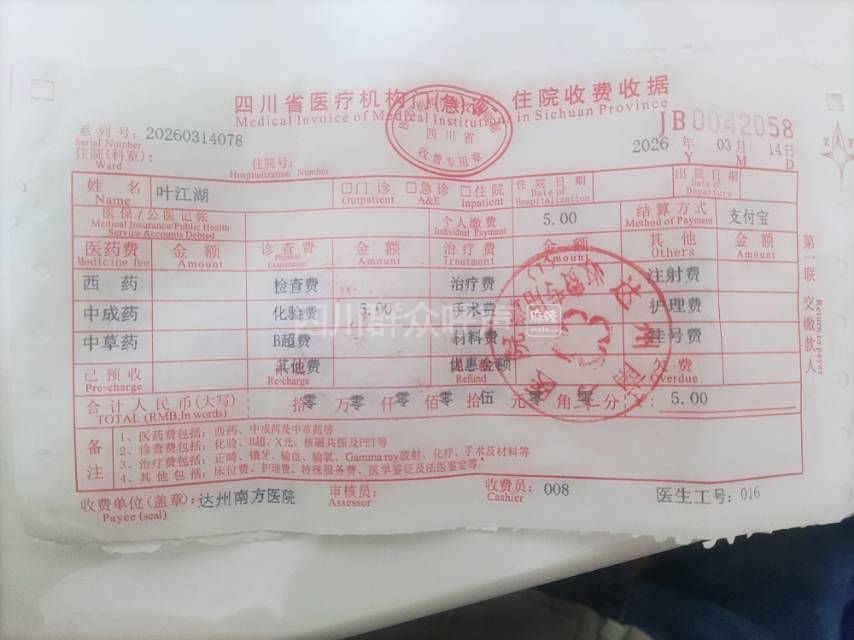 四川省医疗机构门(急)诊、住院收费收据
Medical Invoice of Medical Institution in Sichuan Province
四川省
收费专用章
JB0042058
系列号: 20260314078
Serial Number
2026 年 03 月 14 日
Y M D
住院(科室): 住院号:
Ward Hospitalization Number
姓名 叶江湖 □门诊 □急诊 □住院 住院日期 出院日期
Name Outpatient A&E Inpatient Date of Hospitalization Date of Departure
医保/公医记账 个人缴费 5.00 结算方式 支付宝
Medical Insurance/Public Health Service Accounts Debted Individual Payment Method of Payment
医药费 金额 诊查费 金额 治疗费 金额 其他 金额
Medicine fee Amount Physical Examination Amount Treatment Amount Others Amount
西药 检查费 治疗费 注射费
中成药 化验费 5.00 手术费 护理费
中草药 B超费 材料费 挂号费
其他费 优惠金额
已预收 Re-charge Refund 欠费
Pre-charge Overdue
合计人民币(大写) 拾零万零仟零佰零拾伍元零角零分 ¥: 5.00
TOTAL (RMB,In words)
备注
1、医药费包括: 西药、中成药及中草药等
2、诊查费包括: 化验、B超、X光、核磁共振及PET等
3、治疗费包括: 正畸、镶牙、输血、输氧、Gamma ray放射、化疗、手术及材料等
4、其他包括: 床位费、护理费、特殊服务费、医学鉴证及法医鉴定等
收费单位(盖章): 达州南方医院 审核员: 收费员: 008 医生工号: 016
Payee (seal) Assessor Cashier
第一联 交缴款人
Return to payer
达州南方医院
四川群众呼声
麻辣